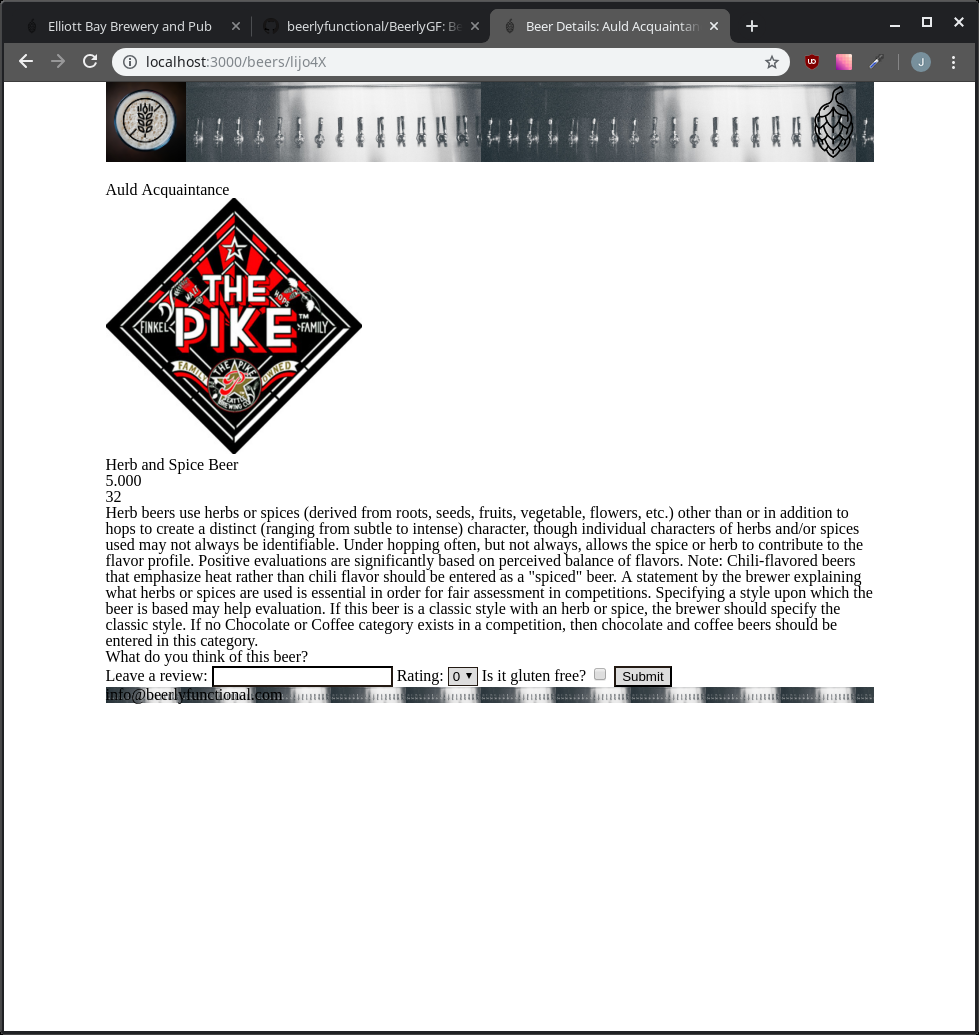 Elliott Bay Brewery and Pub
beerlyfunctional/BeerlyGF: Be
Beer Details: Auld Acquaintan
localhost:3000/beers/lijo4X
J
Auld Acquaintance
MALT
HOPS
THE
PIKE™
FINKEL
FAMILY
FAMILY OWNED
THE PIKE
SEATTLE
BREWING CO
Herb and Spice Beer
5.000
32
Herb beers use herbs or spices (derived from roots, seeds, fruits, vegetable, flowers, etc.) other than or in addition to
hops to create a distinct (ranging from subtle to intense) character, though individual characters of herbs and/or spices
used may not always be identifiable. Under hopping often, but not always, allows the spice or herb to contribute to the
flavor profile. Positive evaluations are significantly based on perceived balance of flavors. Note: Chili-flavored beers
that emphasize heat rather than chili flavor should be entered as a "spiced" beer. A statement by the brewer explaining
what herbs or spices are used is essential in order for fair assessment in competitions. Specifying a style upon which the
beer is based may help evaluation. If this beer is a classic style with an herb or spice, the brewer should specify the
classic style. If no Chocolate or Coffee category exists in a competition, then chocolate and coffee beers should be
entered in this category.
What do you think of this beer?
Leave a review: Rating: 0 Is it gluten free? Submit
info@beerlyfunctional.com